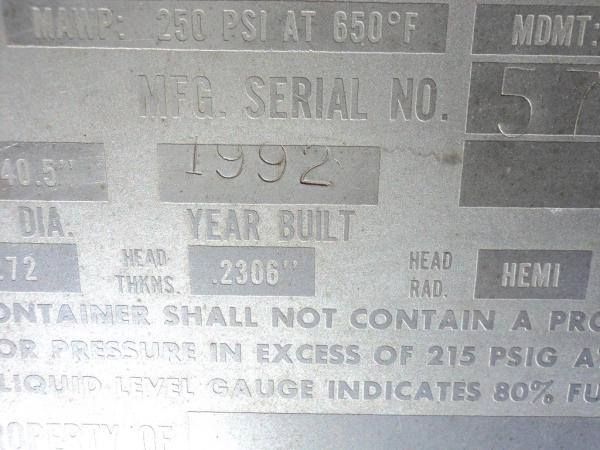 MAWP: 250 PSI AT 650°F MDMT:
MFG. SERIAL NO. 57
40.5" 1992
DIA. YEAR BUILT
.72 HEAD THKNS. .2306" HEAD RAD. HEMI
ONTAINER SHALL NOT CONTAIN A PRO
OR PRESSURE IN EXCESS OF 215 PSIG A
LIQUID LEVEL GAUGE INDICATES 80% FU
PROPERTY OF